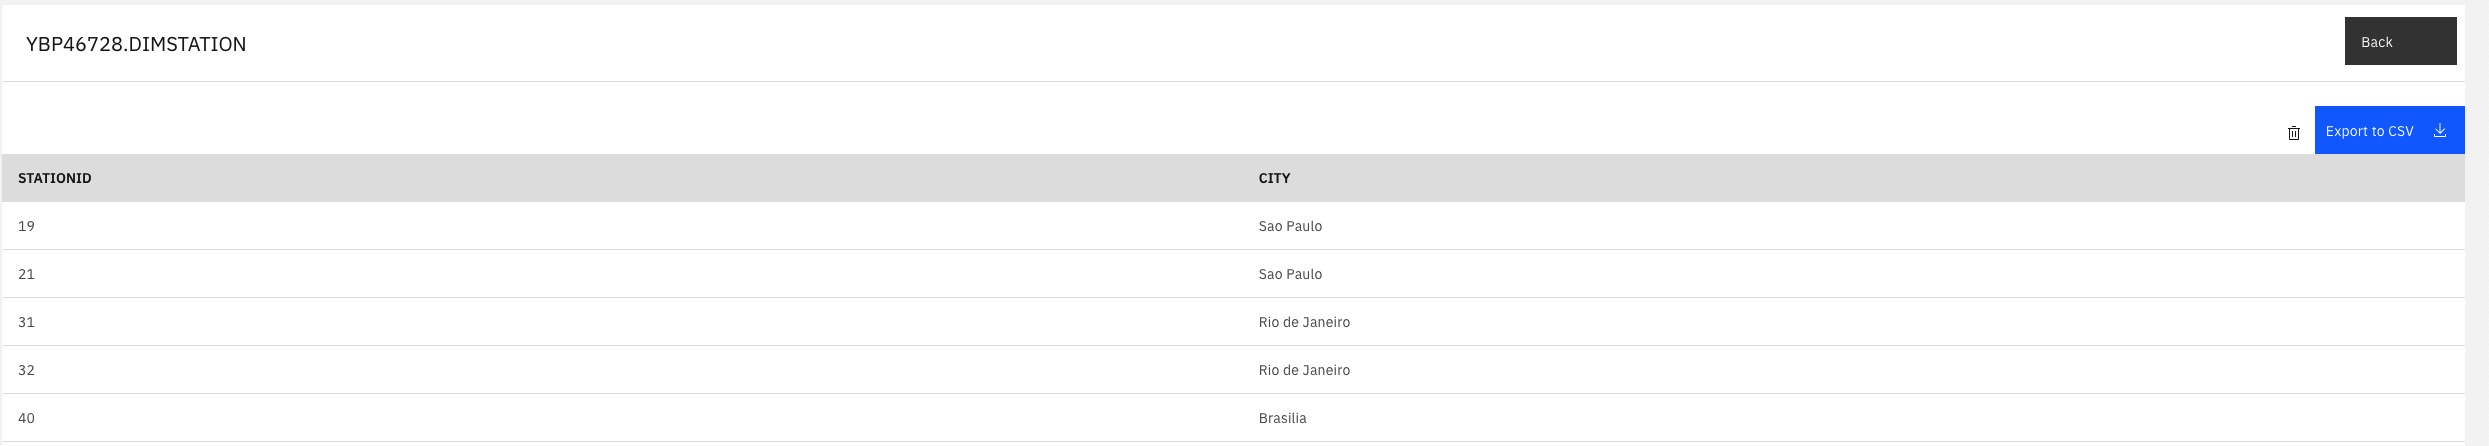 YBP46728.DIMSTATION
Back
Export to CSV
STATIONID CITY
19 Sao Paulo
21 Sao Paulo
31 Rio de Janeiro
32 Rio de Janeiro
40 Brasilia